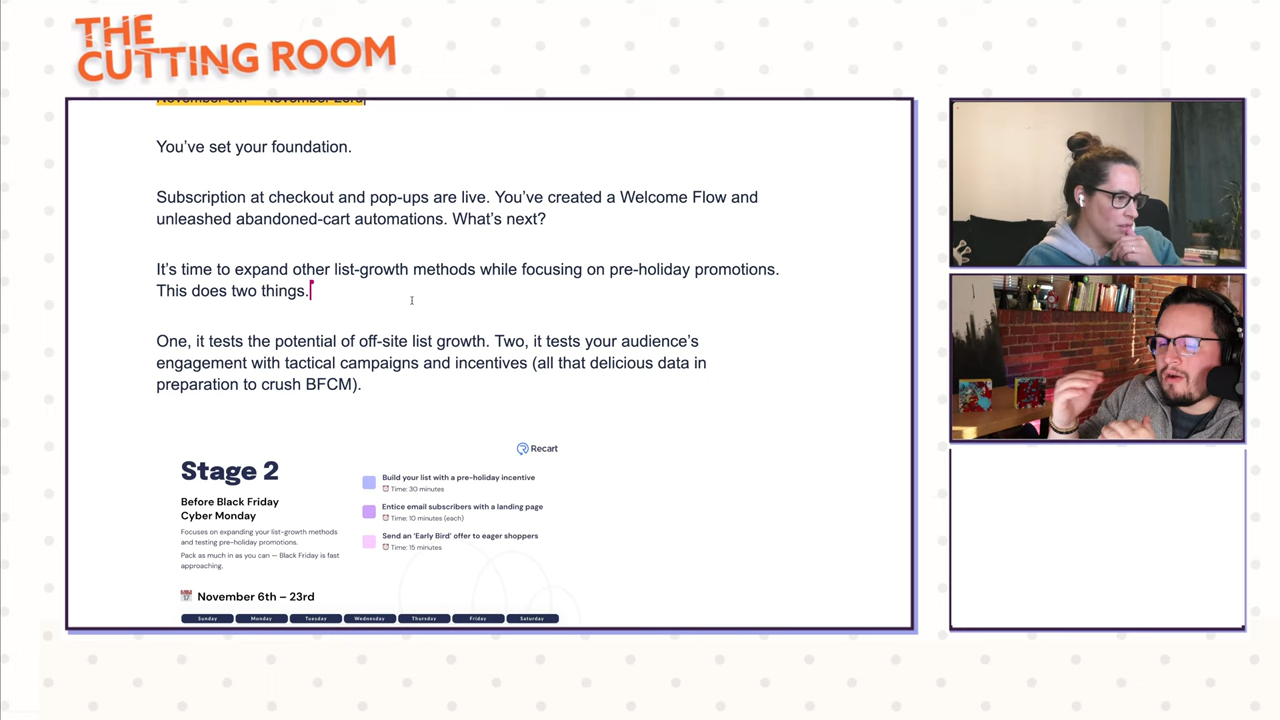 THE
CUTTING ROOM
November 6th – November 23rd
You’ve set your foundation.
Subscription at checkout and pop-ups are live. You’ve created a Welcome Flow and
unleashed abandoned-cart automations. What’s next?
It’s time to expand other list-growth methods while focusing on pre-holiday promotions.
This does two things.
One, it tests the potential of off-site list growth. Two, it tests your audience’s
engagement with tactical campaigns and incentives (all that delicious data in
preparation to crush BFCM).
Recart
Stage 2
Before Black Friday
Cyber Monday
Focuses on expanding your list-growth methods
and testing pre-holiday promotions.
Pack as much in as you can — Black Friday is fast
approaching.
Build your list with a pre-holiday incentive
⏰ Time: 30 minutes
Entice email subscribers with a landing page
⏰ Time: 10 minutes (each)
Send an ‘Early Bird’ offer to eager shoppers
⏰ Time: 15 minutes
November 6th – 23rd
Sunday Monday Tuesday Wednesday Thursday Friday Saturday